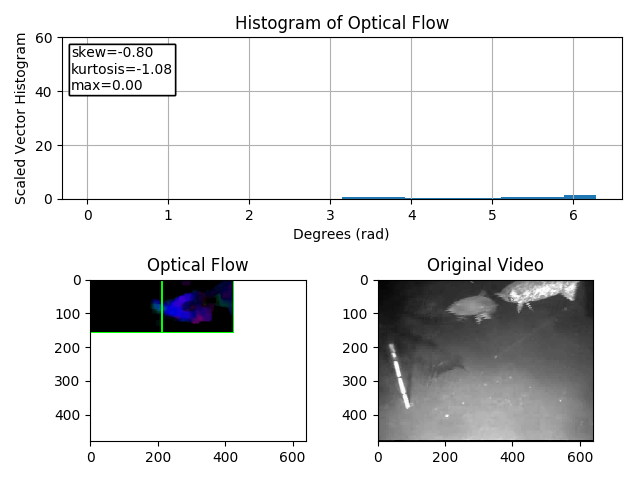 Histogram of Optical Flow
Scaled Vector Histogram
60
40
20
0
skew=-0.80
kurtosis=-1.08
max=0.00
0 1 2 3 4 5 6
Degrees (rad)
Optical Flow
0
100
200
300
400
0 200 400 600
Original Video
0
100
200
300
400
0 200 400 600